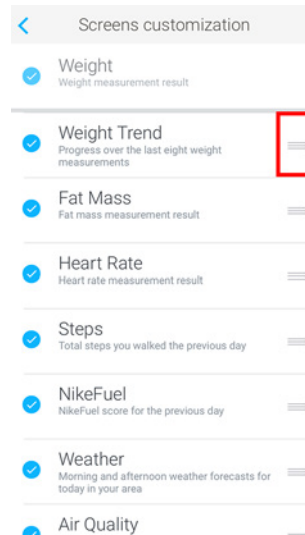 Screens customization
Weight
Weight measurement result
Weight Trend
Progress over the last eight weight
measurements
Fat Mass
Fat mass measurement result
Heart Rate
Heart rate measurement result
Steps
Total steps you walked the previous day
NikeFuel
NikeFuel score for the previous day
Weather
Morning and afternoon weather forecasts for
today in your area
Air Quality